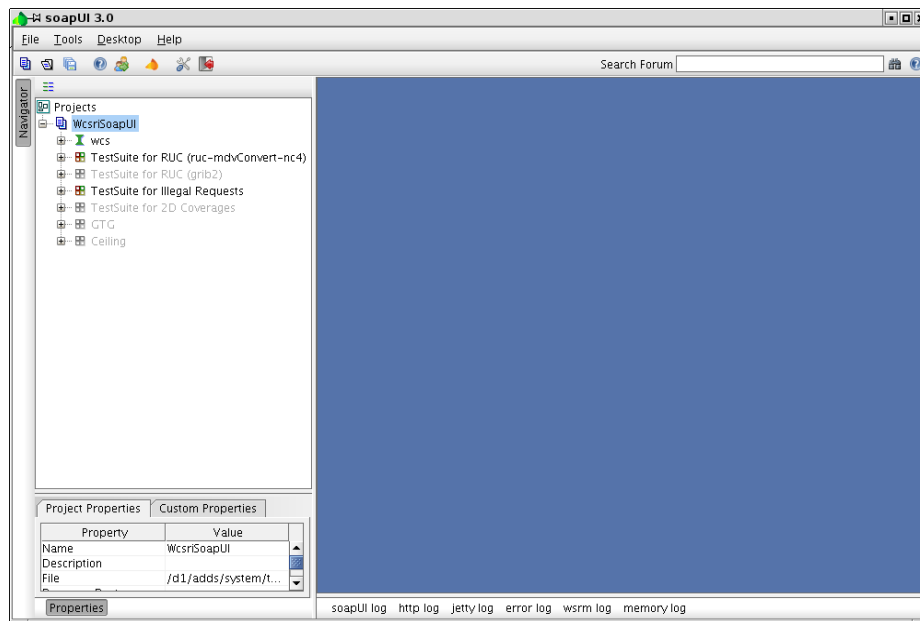 soapUI 3.0
File Tools Desktop Help
Search Forum
Navigator
Projects
WcsriSoapUI
wcs
TestSuite for RUC (ruc-mdvConvert-nc4)
TestSuite for RUC (grib2)
TestSuite for Illegal Requests
TestSuite for 2D Coverages
GTG
Ceiling
Project Properties Custom Properties
Property Value
Name WcsriSoapUI
Description
File /d1/adds/system/t...
Properties
soapUI log http log jetty log error log wsrm log memory log